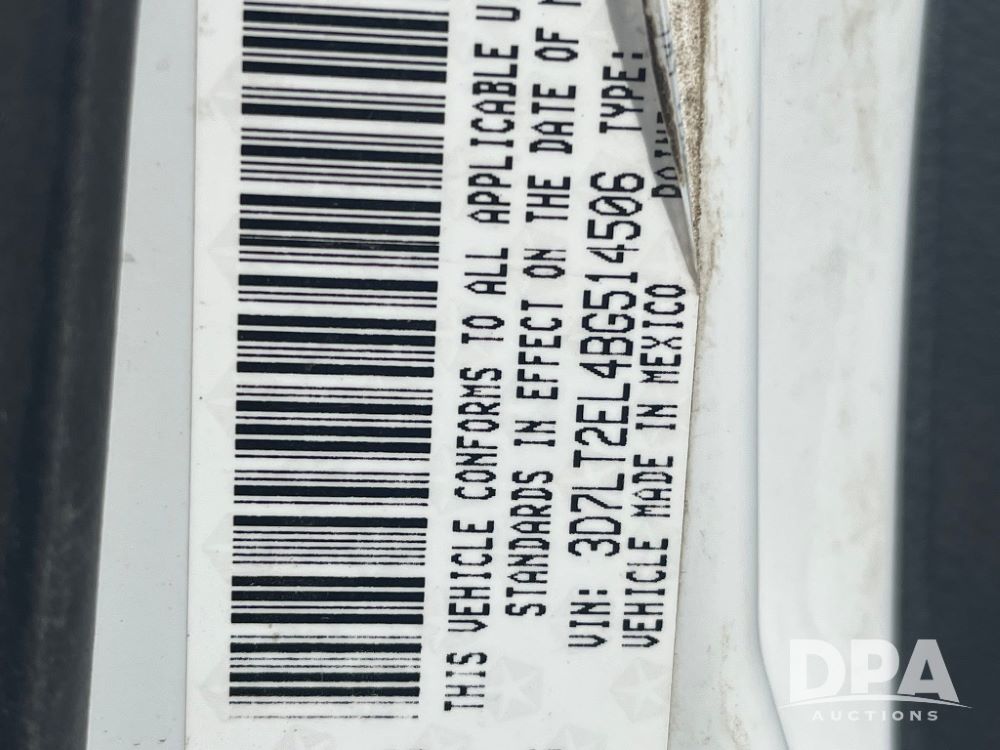 THIS VEHICLE CONFORMS TO ALL APPLICABLE
STANDARDS IN EFFECT ON THE DATE OF
VIN: 3D7LT2EL4BG514506 TYPE:
VEHICLE MADE IN MEXICO
DPA
AUCTIONS